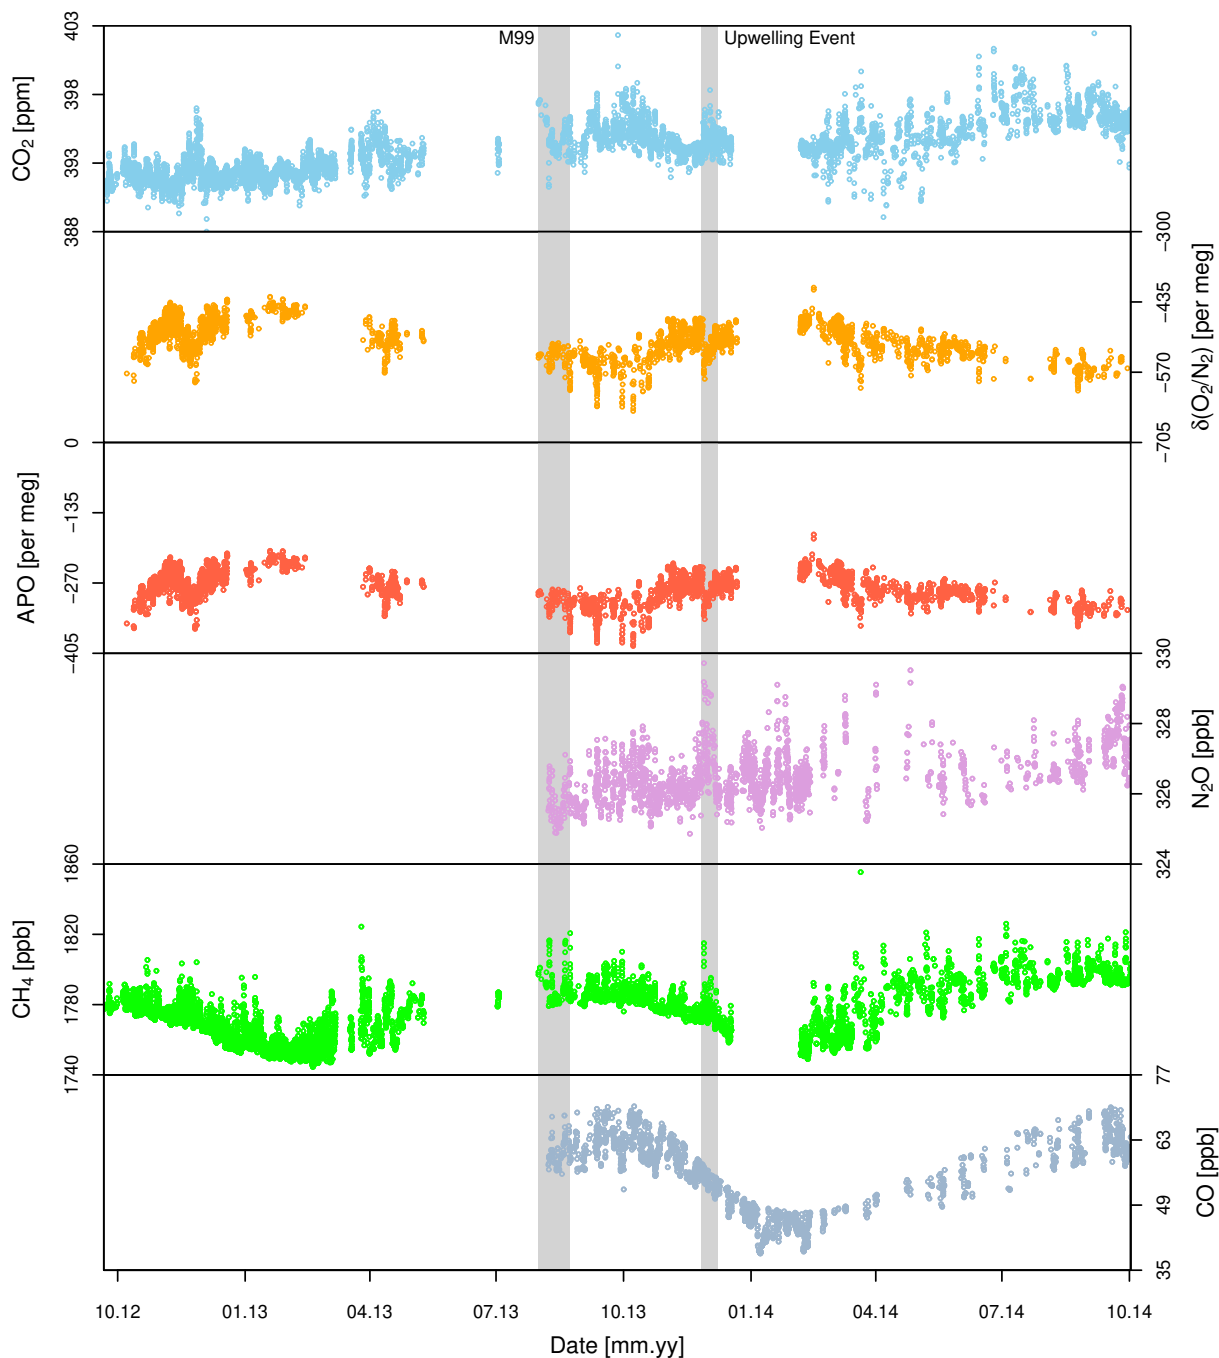 M99
Upwelling Event
CO₂ [ppm]
403
398
393
388
δ(O₂/N₂) [per meg]
−300
−435
−570
−705
APO [per meg]
0
−135
−270
−405
N₂O [ppb]
330
328
326
324
CH₄ [ppb]
1860
1820
1780
1740
CO [ppb]
77
63
49
35
10.12 01.13 04.13 07.13 10.13 01.14 04.14 07.14 10.14
Date [mm.yy]